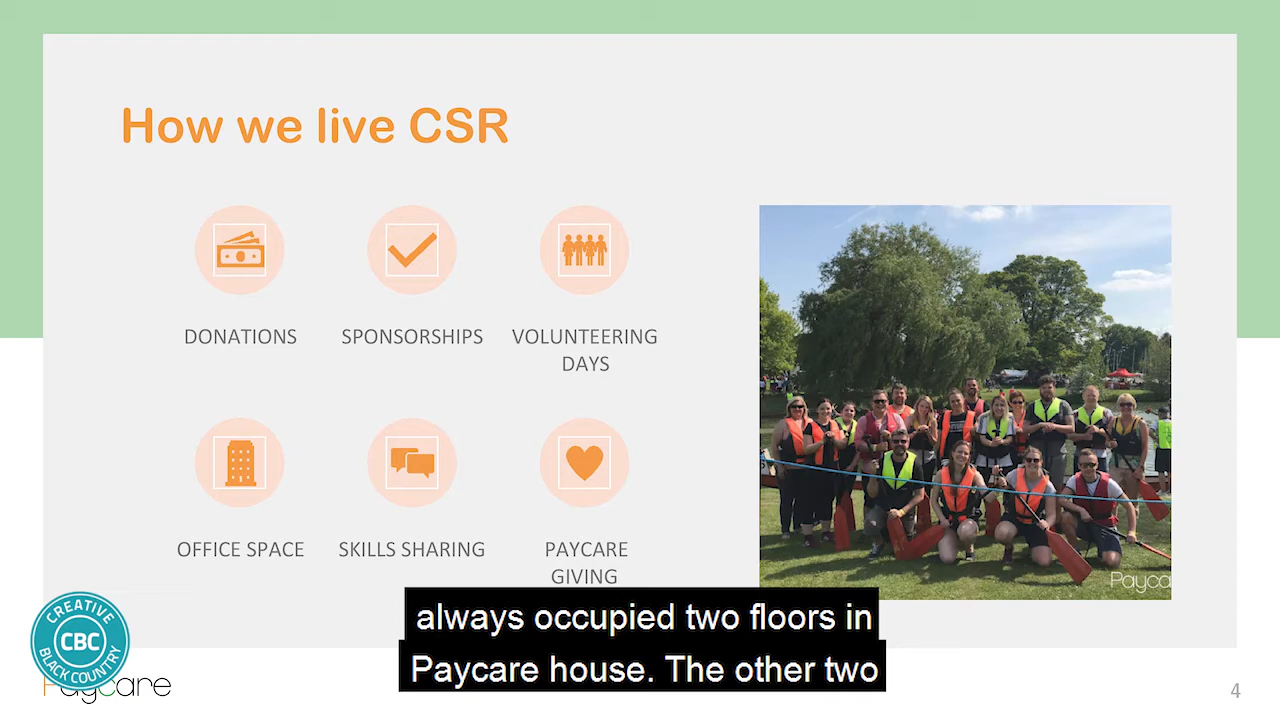 How we live CSR
DONATIONS
SPONSORSHIPS
VOLUNTEERING
DAYS
OFFICE SPACE
SKILLS SHARING
PAYCARE
GIVING
Payca
always occupied two floors in
Paycare house. The other two
CREATIVE
CBC
BLACK COUNTRY
Paycare
4